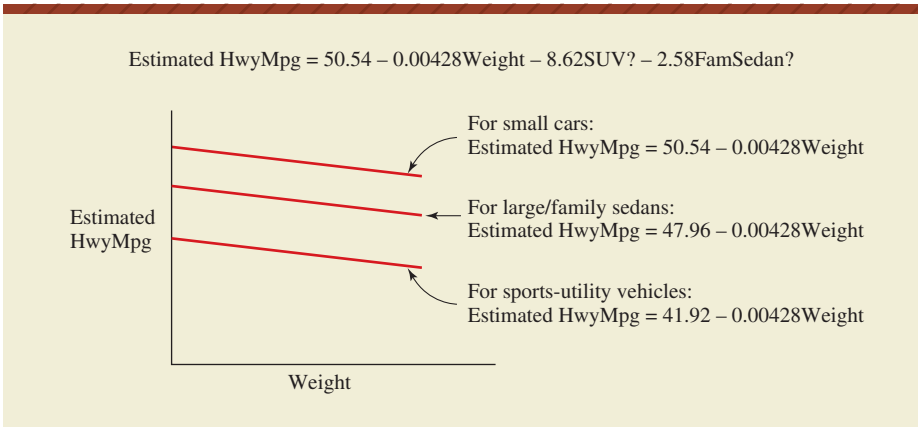 Estimated HwyMpg = 50.54 – 0.00428Weight – 8.62SUV? – 2.58FamSedan?
For small cars:
Estimated HwyMpg = 50.54 – 0.00428Weight
For large/family sedans:
Estimated HwyMpg = 47.96 – 0.00428Weight
Estimated
HwyMpg
For sports-utility vehicles:
Estimated HwyMpg = 41.92 – 0.00428Weight
Weight